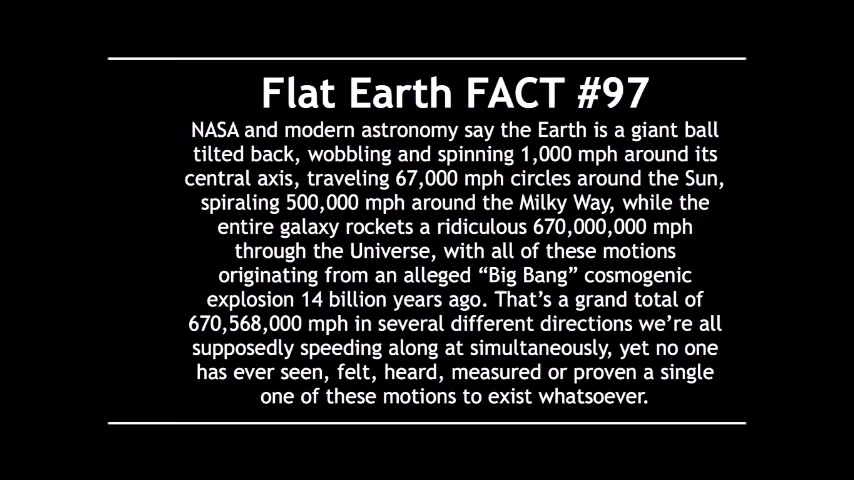 Flat Earth FACT #97
NASA and modern astronomy say the Earth is a giant ball
tilted back, wobbling and spinning 1,000 mph around its
central axis, traveling 67,000 mph circles around the Sun,
spiraling 500,000 mph around the Milky Way, while the
entire galaxy rockets a ridiculous 670,000,000 mph
through the Universe, with all of these motions
originating from an alleged “Big Bang” cosmogenic
explosion 14 billion years ago. That’s a grand total of
670,568,000 mph in several different directions we’re all
supposedly speeding along at simultaneously, yet no one
has ever seen, felt, heard, measured or proven a single
one of these motions to exist whatsoever.